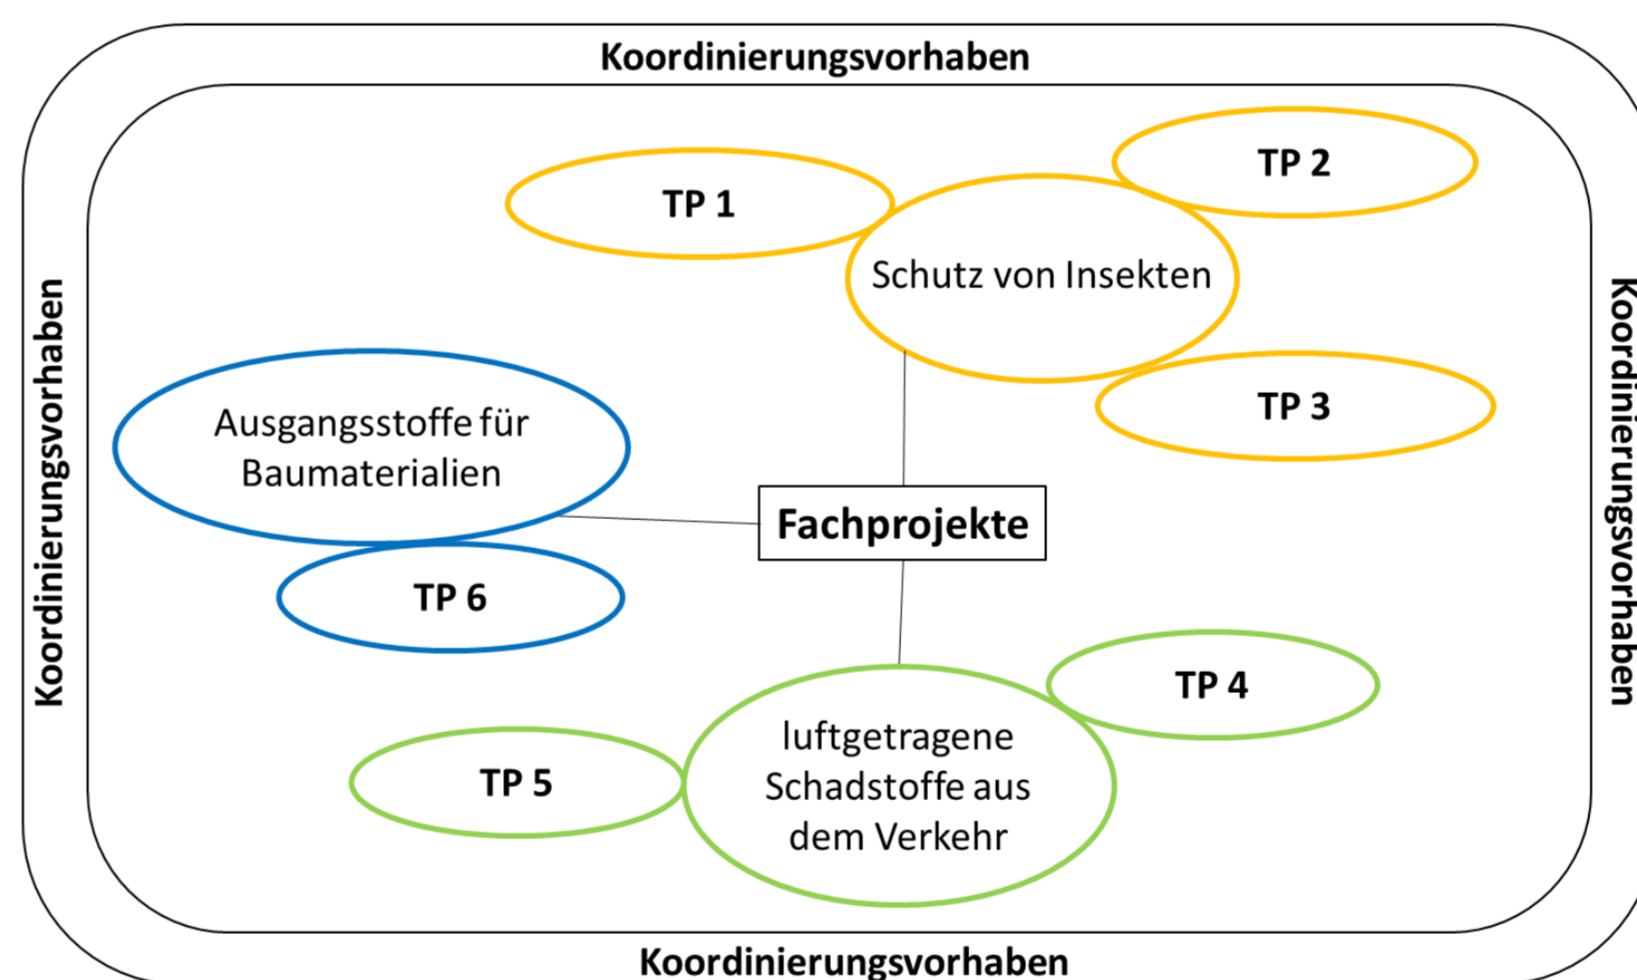 Koordinierungsvorhaben
TP 2
TP 1
Schutz von Insekten
Koordinierungsvorhaben
Koordinierungsvorhaben
TP 3
Ausgangsstoffe für
Baumaterialien
Fachprojekte
TP 6
TP 4
luftgetragene
Schadstoffe aus
dem Verkehr
TP 5
Koordinierungsvorhaben